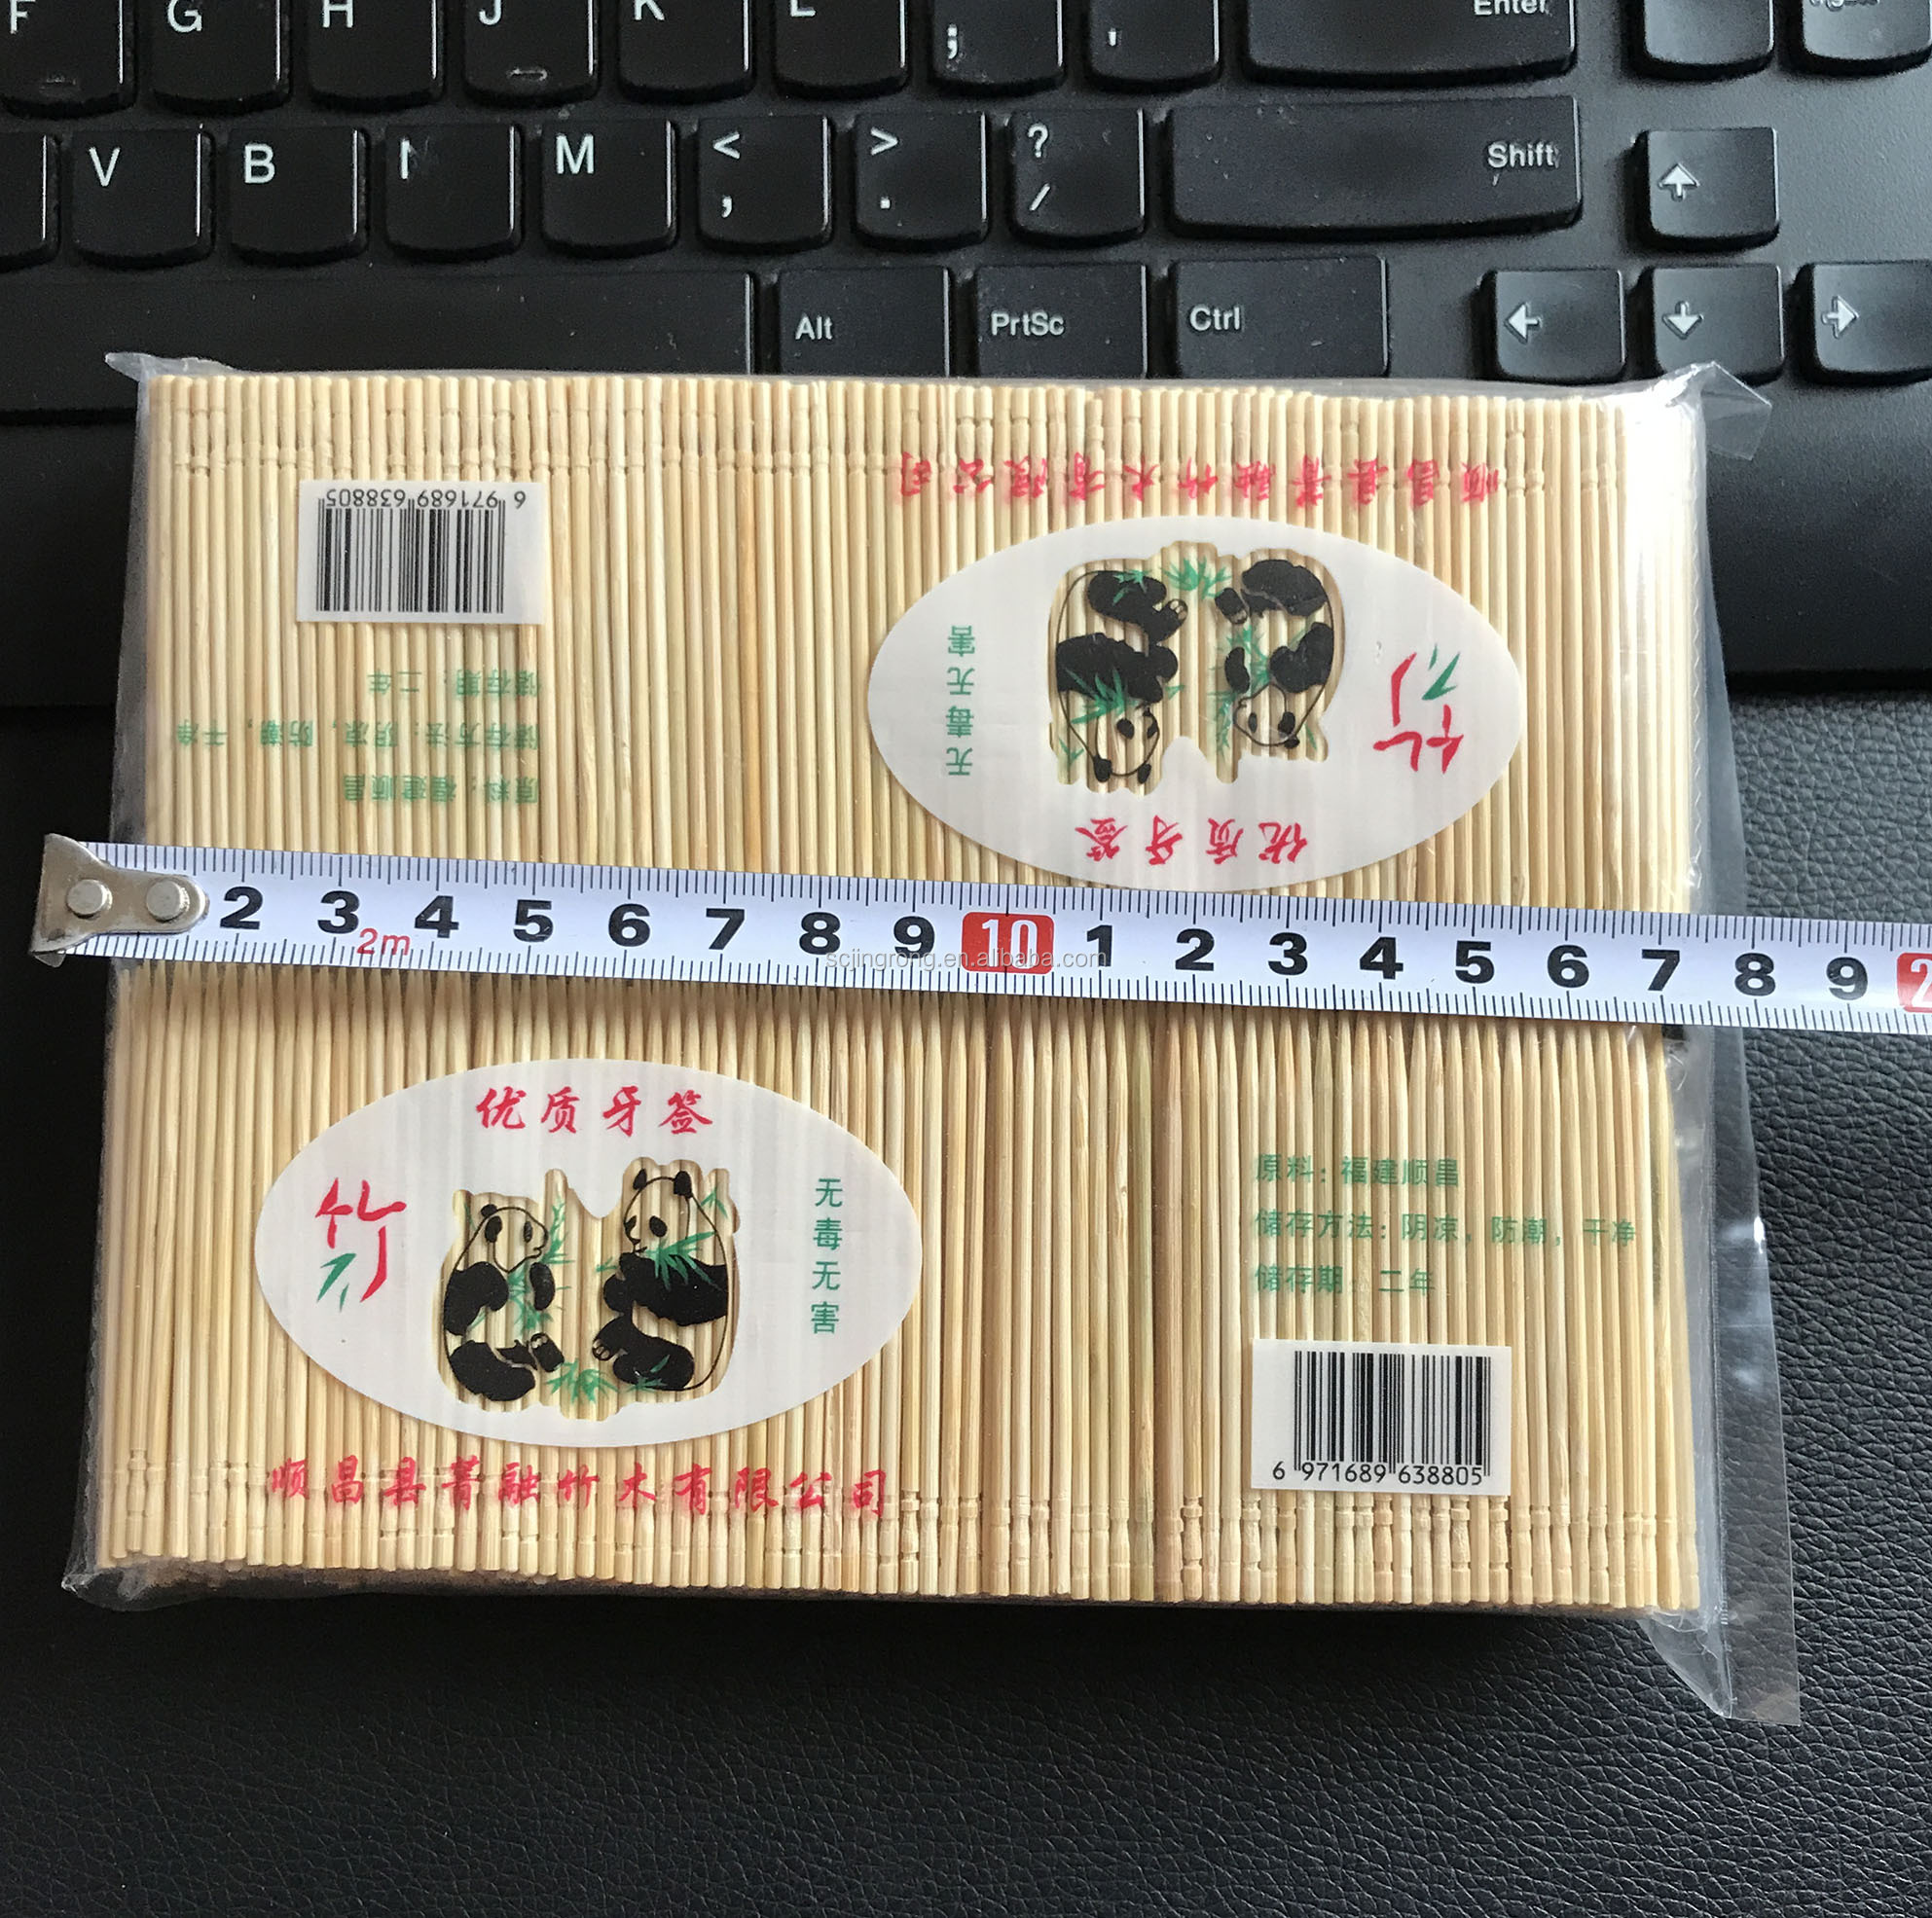 F G H J K L ; ' Enter
V B N M < , > . ? / Shift
Alt PrtSc Ctrl
顺昌县菁融竹木有限公司
6 971689 638805
无毒无害
竹
优质牙签
储存期：二年
储存方法：阴凉，防潮，干净
原料：福建顺昌
2 3 4 5 6 7 8 9 10 1 2 3 4 5 6 7 8 9 2
2m
scjingrong.en.alibaba.com
优质牙签
竹
无毒无害
顺昌县菁融竹木有限公司
原料：福建顺昌
储存方法：阴凉，防潮，干净
储存期：二年
6 971689 638805